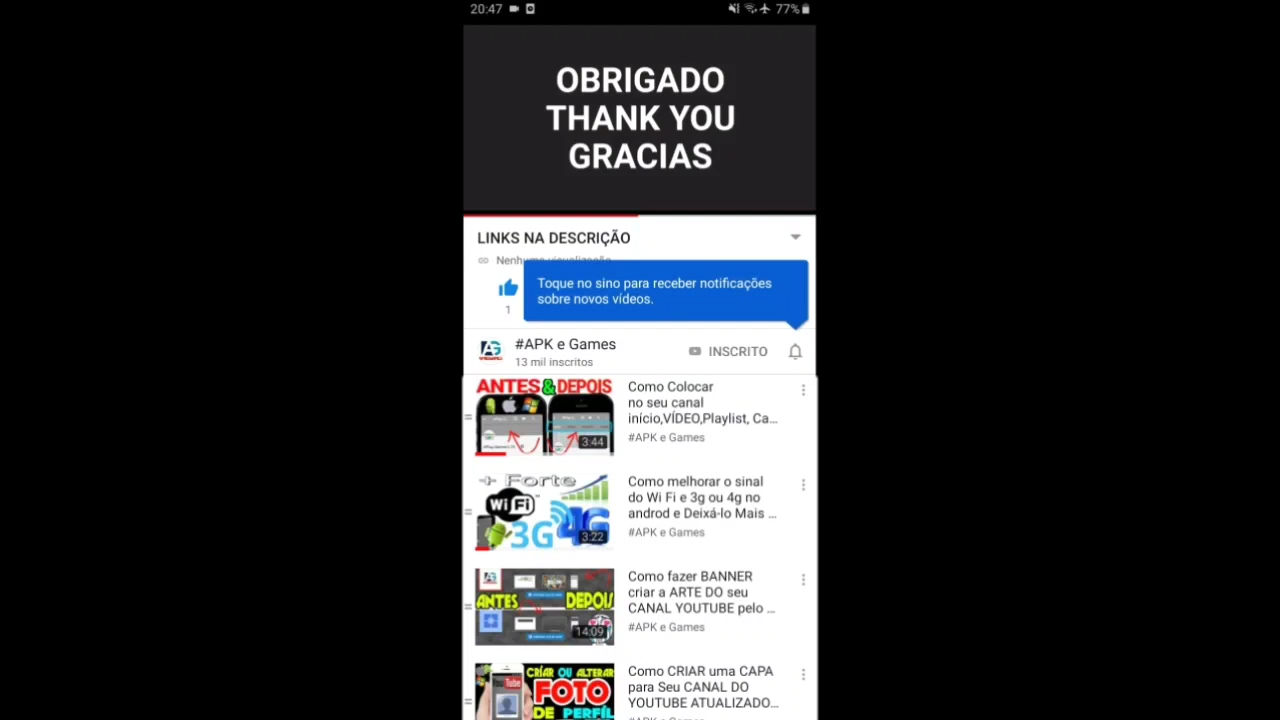 20:47
77%
OBRIGADO
THANK YOU
GRACIAS
LINKS NA DESCRIÇÃO
Nenhuma visualização
Toque no sino para receber notificações
sobre novos vídeos.
1
#APK e Games
INSCRITO
13 mil inscritos
ANTES&DEPOIS
3:44
Como Colocar
no seu canal
início,VÍDEO,Playlist, Ca...
#APK e Games
+ Forte
Wi Fi
3G 4G
3:22
Como melhorar o sinal
do Wi Fi e 3g ou 4g no
androd e Deixá-lo Mais ...
#APK e Games
AG
ANTES DEPOIS
14:09
Como fazer BANNER
criar a ARTE DO seu
CANAL YOUTUBE pelo ...
#APK e Games
CRIAR OU ALTERAR
YouTube
FOTO
DE PERFIL
Como CRIAR uma CAPA
para Seu CANAL DO
YOUTUBE ATUALIZADO...